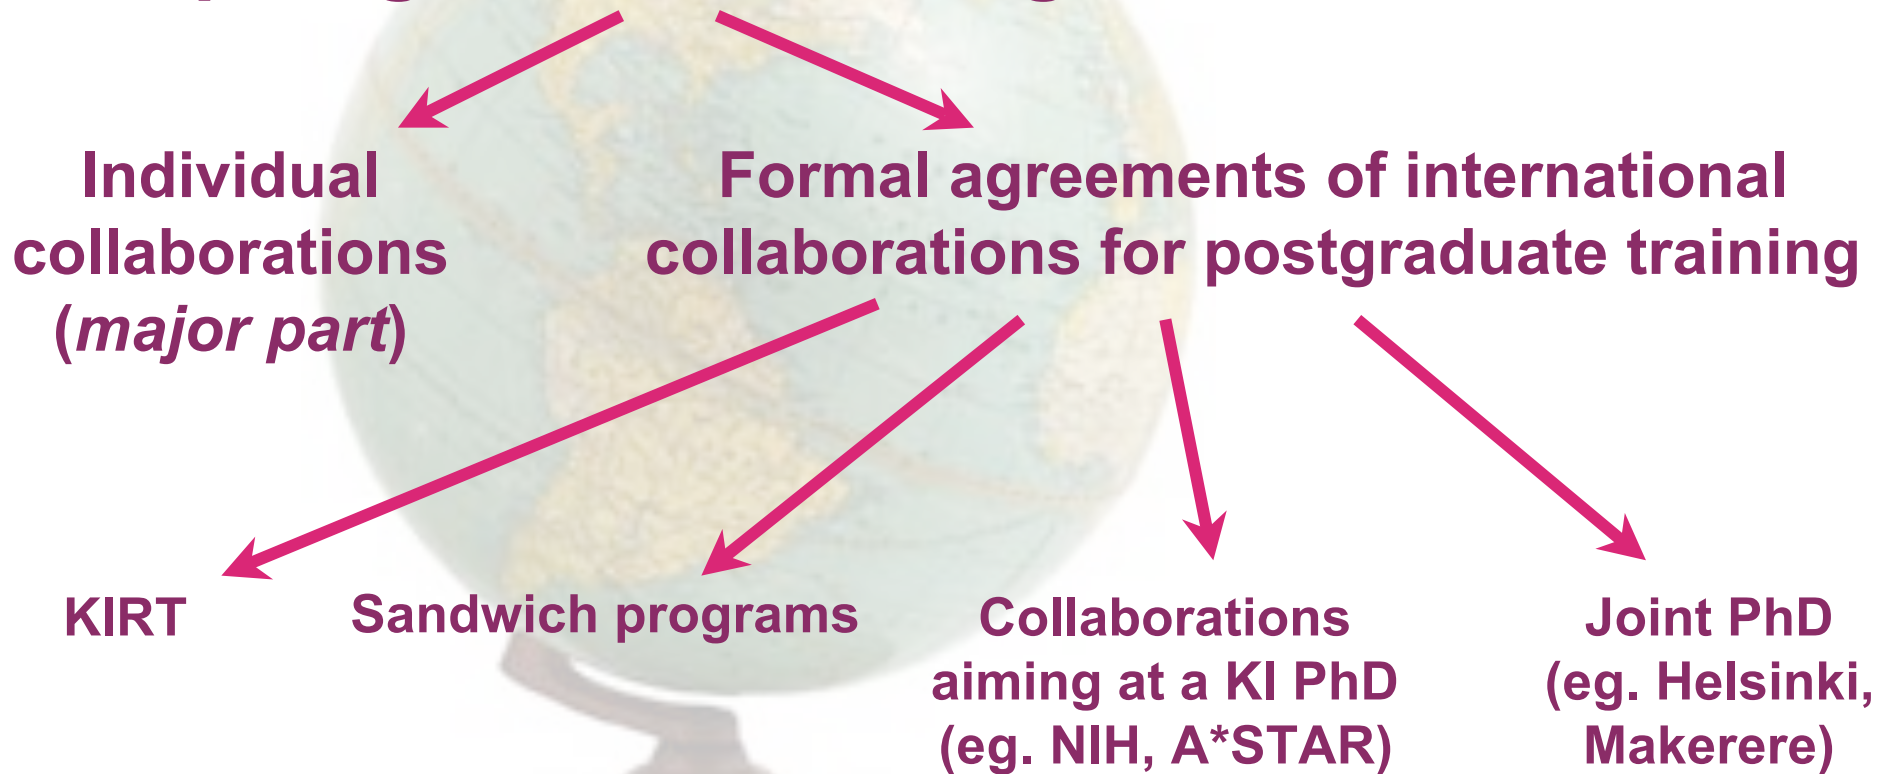 Individual
collaborations
(major part)
Formal agreements of international
collaborations for postgraduate training
KIRT
Sandwich programs
Collaborations
aiming at a KI PhD
(eg. NIH, A*STAR)
Joint PhD
(eg. Helsinki,
Makerere)